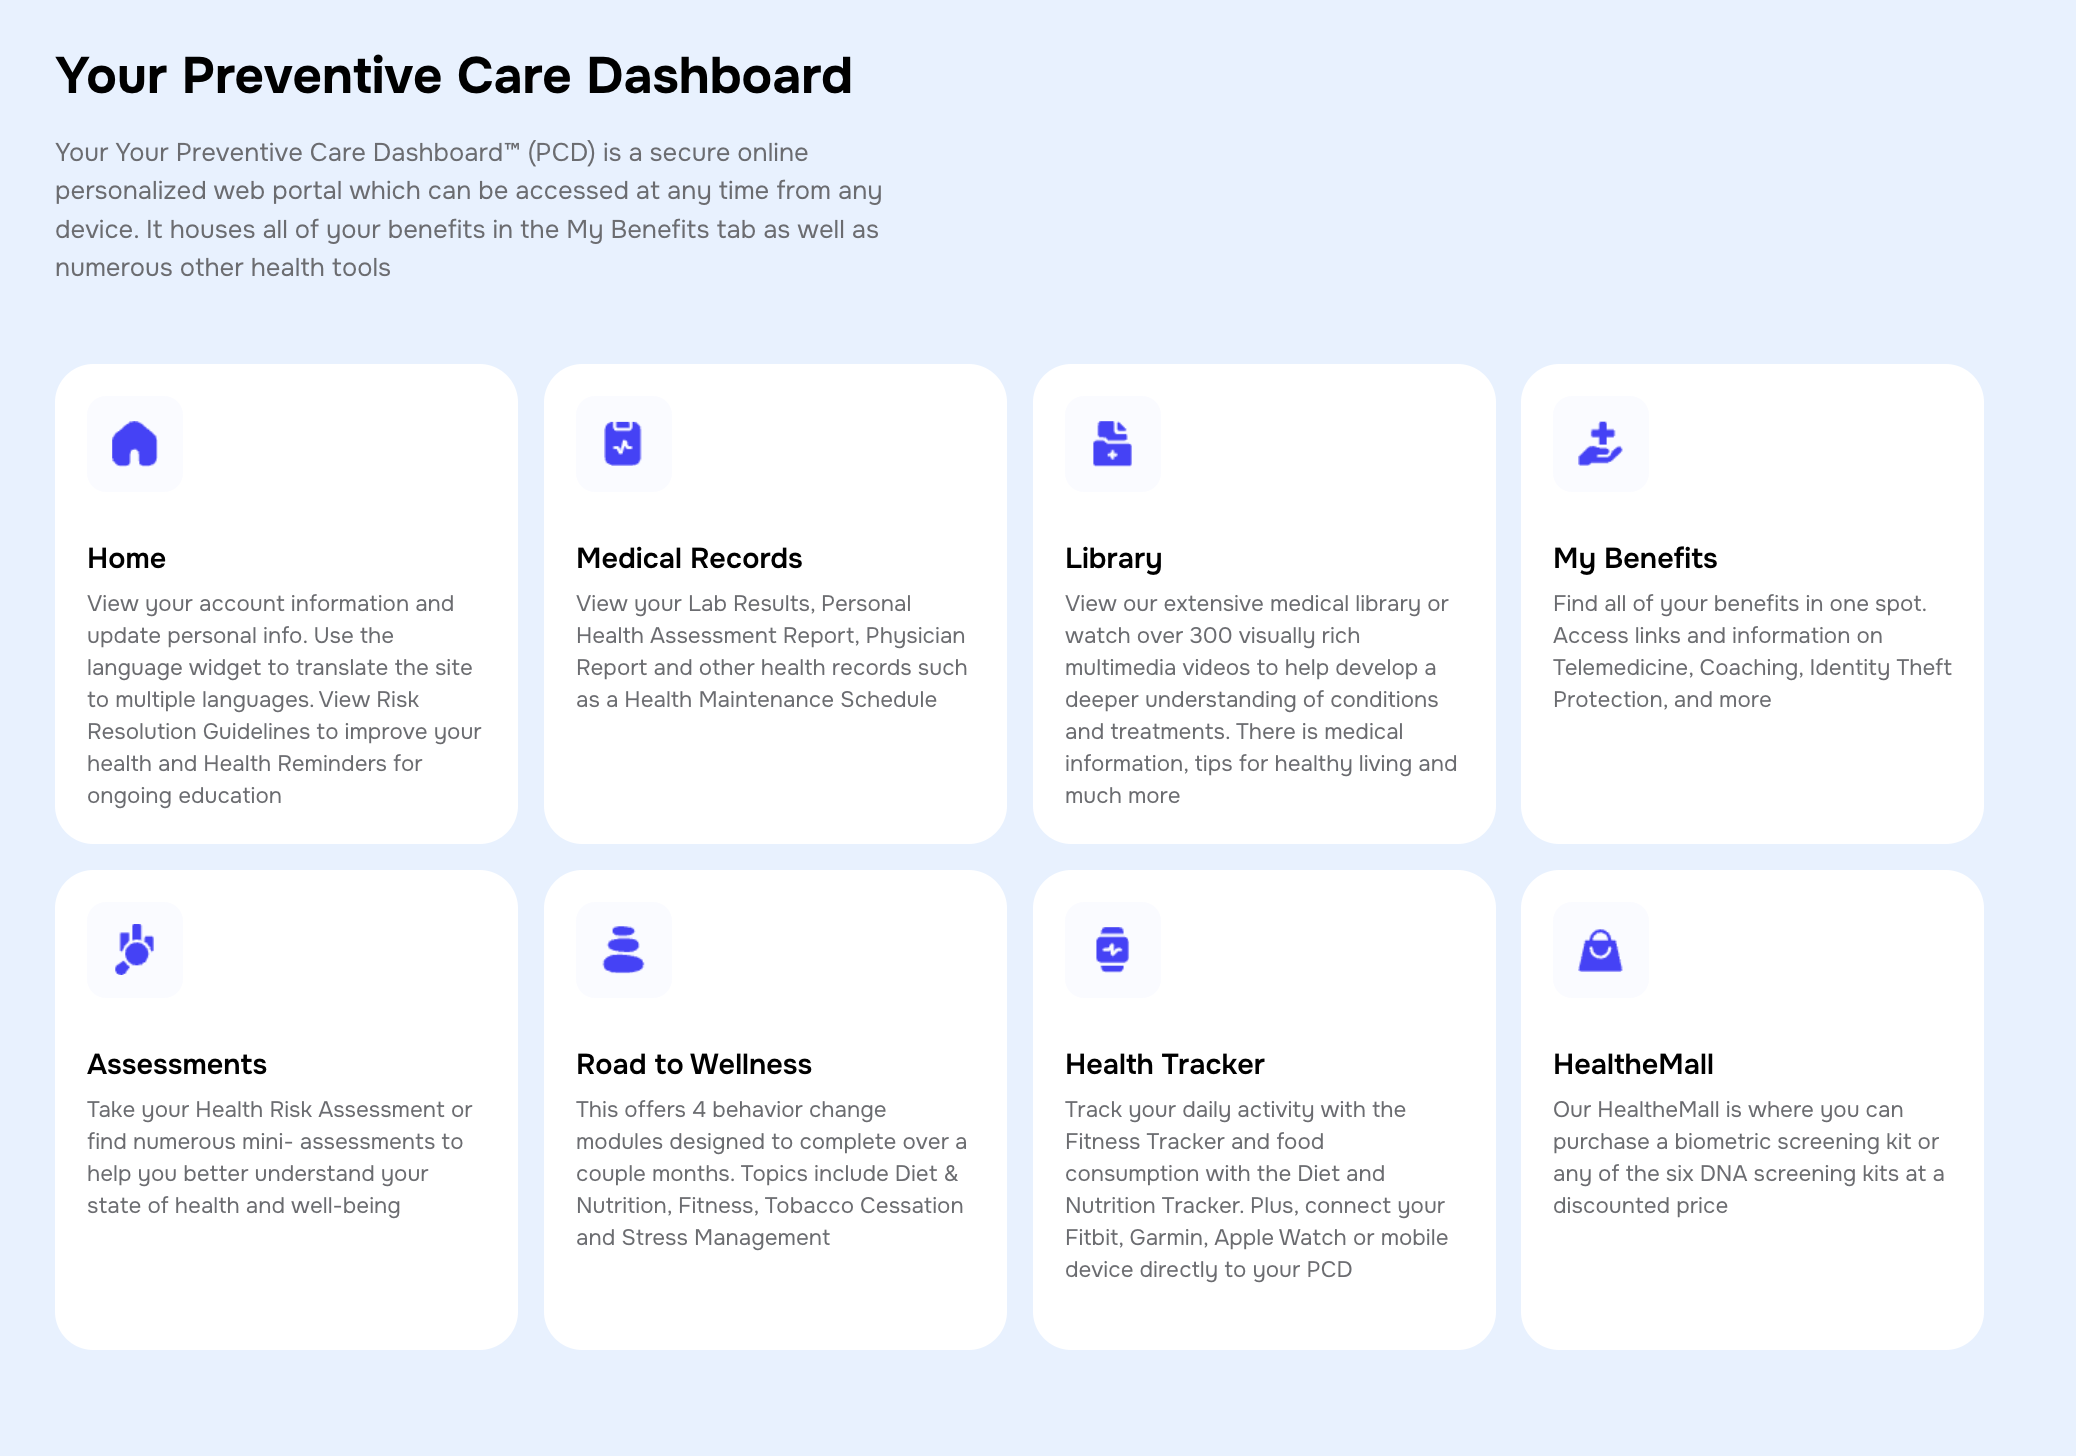 Your Preventive Care Dashboard
Your Your Preventive Care Dashboard™ (PCD) is a secure online
personalized web portal which can be accessed at any time from any
device. It houses all of your benefits in the My Benefits tab as well as
numerous other health tools
Home
View your account information and
update personal info. Use the
language widget to translate the site
to multiple languages. View Risk
Resolution Guidelines to improve your
health and Health Reminders for
ongoing education
Medical Records
View your Lab Results, Personal
Health Assessment Report, Physician
Report and other health records such
as a Health Maintenance Schedule
Library
View our extensive medical library or
watch over 300 visually rich
multimedia videos to help develop a
deeper understanding of conditions
and treatments. There is medical
information, tips for healthy living and
much more
My Benefits
Find all of your benefits in one spot.
Access links and information on
Telemedicine, Coaching, Identity Theft
Protection, and more
Assessments
Take your Health Risk Assessment or
find numerous mini- assessments to
help you better understand your
state of health and well-being
Road to Wellness
This offers 4 behavior change
modules designed to complete over a
couple months. Topics include Diet &
Nutrition, Fitness, Tobacco Cessation
and Stress Management
Health Tracker
Track your daily activity with the
Fitness Tracker and food
consumption with the Diet and
Nutrition Tracker. Plus, connect your
Fitbit, Garmin, Apple Watch or mobile
device directly to your PCD
HealtheMall
Our HealtheMall is where you can
purchase a biometric screening kit or
any of the six DNA screening kits at a
discounted price